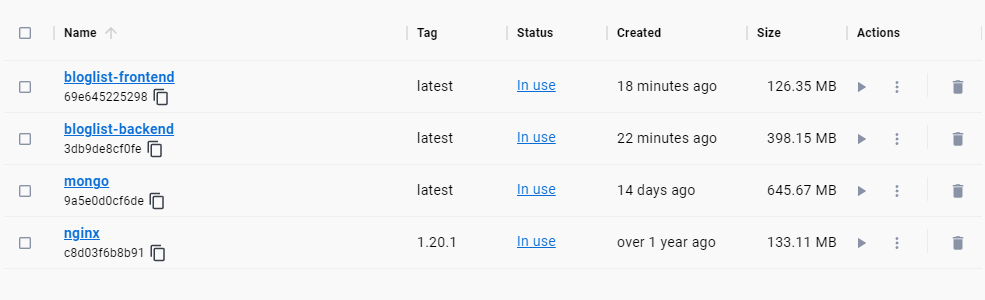 Name Tag Status Created Size Actions
bloglist-frontend latest In use 18 minutes ago 126.35 MB
69e645225298
bloglist-backend latest In use 22 minutes ago 398.15 MB
3db9de8cf0fe
mongo latest In use 14 days ago 645.67 MB
9a5e0d0cf6de
nginx 1.20.1 In use over 1 year ago 133.11 MB
c8d03f6b8b91